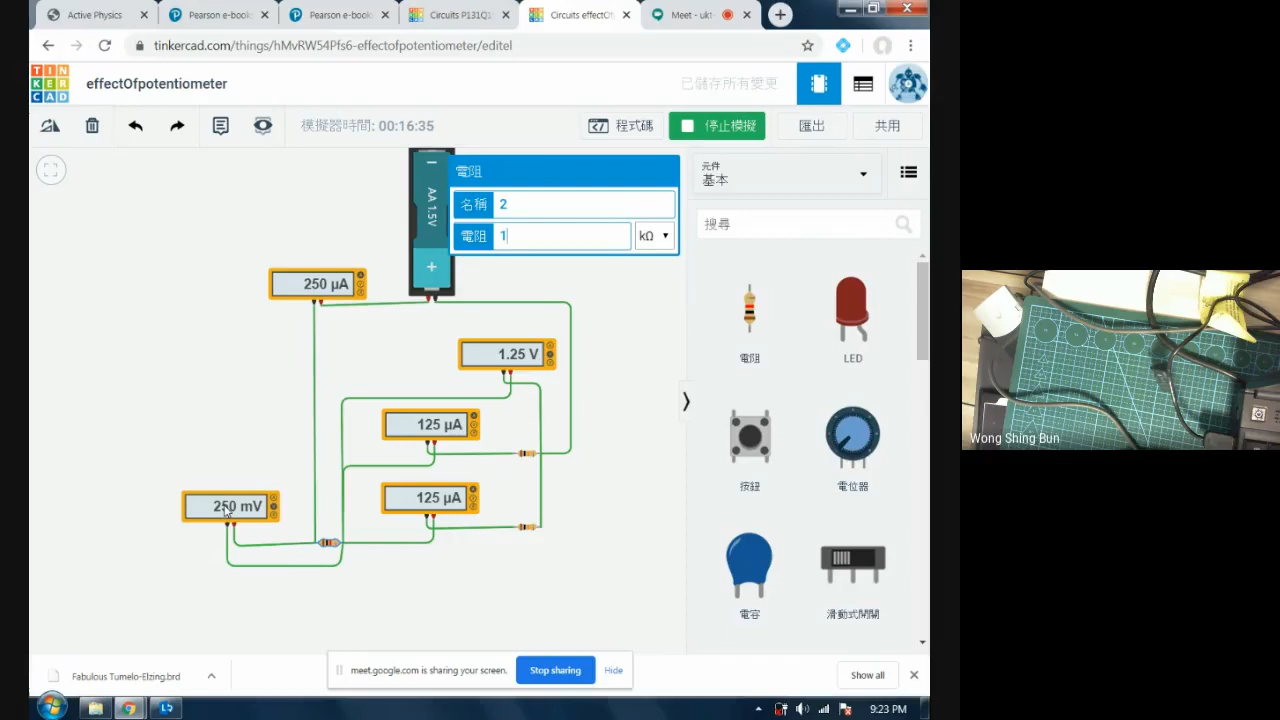 Active Physics
Pearson e-book
Pearson e-book
Circuits P131Q1
Circuits effectOf
Meet - ukt
tinkercad.com/things/hMvRW54Pfs6-effectofpotentiometer/editel
TIN
KER
CAD
effectOfpotentiometer
已儲存所有變更
模擬器時間: 00:16:35
程式碼
停止模擬
匯出
共用
AA 1.5V
電阻
名稱 2
電阻 1 kΩ
元件
基本
搜尋
250 µA
1.25 V
125 µA
125 µA
250 mV
電阻
LED
按鈕
電位器
電容
滑動式開關
Wong Shing Bun
meet.google.com is sharing your screen.
Stop sharing
Hide
Fabulous Tumelo-Elzing.brd
Show all
9:23 PM